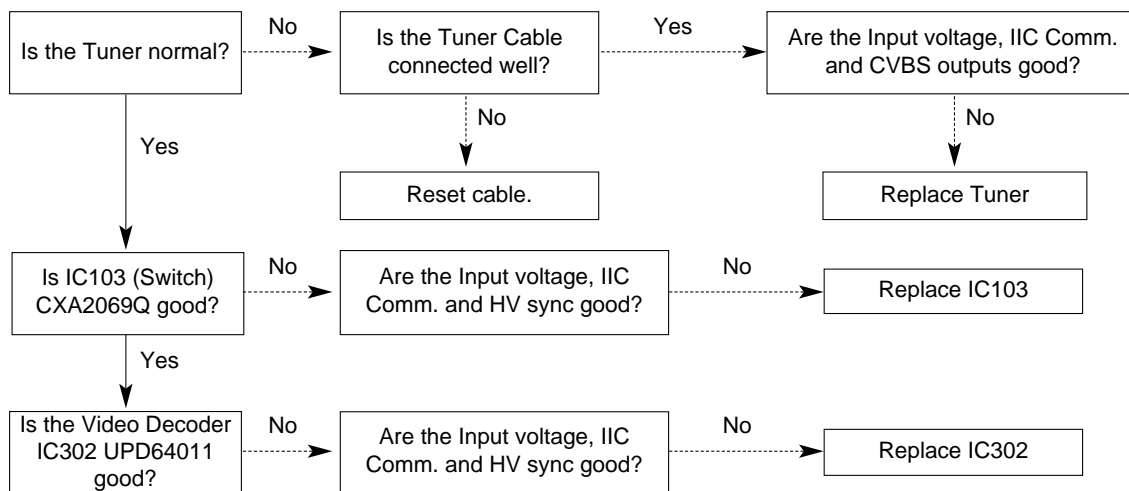 Is the Tuner normal?
No
Is the Tuner Cable
connected well?
Yes
Are the Input voltage, IIC Comm.
and CVBS outputs good?
Yes
No
No
Reset cable.
Replace Tuner
Is IC103 (Switch)
CXA2069Q good?
No
Are the Input voltage, IIC
Comm. and HV sync good?
No
Replace IC103
Yes
Is the Video Decoder
IC302 UPD64011
good?
No
Are the Input voltage, IIC
Comm. and HV sync good?
No
Replace IC302